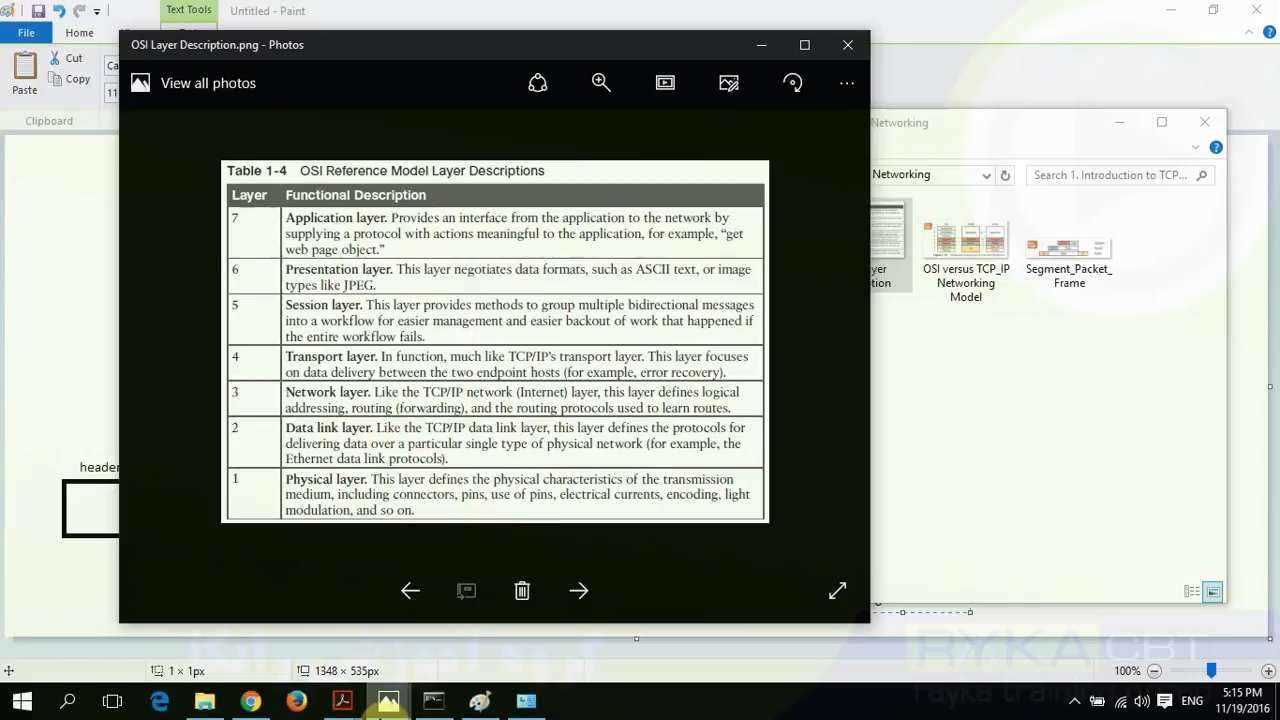 Text Tools
Untitled - Paint
File
Home
OSI Layer Description.png - Photos
Cut
Copy
Paste
11
Clipboard
View all photos
Networking
Networking
Search 1. Introduction to TCP...
OSI versus TCP_IP
Networking
Model
Segment_Packet_
Frame
Table 1-4 OSI Reference Model Layer Descriptions
Layer Functional Description
7 Application layer. Provides an interface from the application to the network by
supplying a protocol with actions meaningful to the application, for example, “get
web page object.”
6 Presentation layer. This layer negotiates data formats, such as ASCII text, or image
types like JPEG.
5 Session layer. This layer provides methods to group multiple bidirectional messages
into a workflow for easier management and easier backout of work that happened if
the entire workflow fails.
4 Transport layer. In function, much like TCP/IP’s transport layer. This layer focuses
on data delivery between the two endpoint hosts (for example, error recovery).
3 Network layer. Like the TCP/IP network (Internet) layer, this layer defines logical
addressing, routing (forwarding), and the routing protocols used to learn routes.
2 Data link layer. Like the TCP/IP data link layer, this layer defines the protocols for
delivering data over a particular single type of physical network (for example, the
Ethernet data link protocols).
1 Physical layer. This layer defines the physical characteristics of the transmission
medium, including connectors, pins, use of pins, electrical currents, encoding, light
modulation, and so on.
header
RYKA CBT
1 × 1px
1348 × 535px
100%
ENG
5:15 PM
11/19/2016